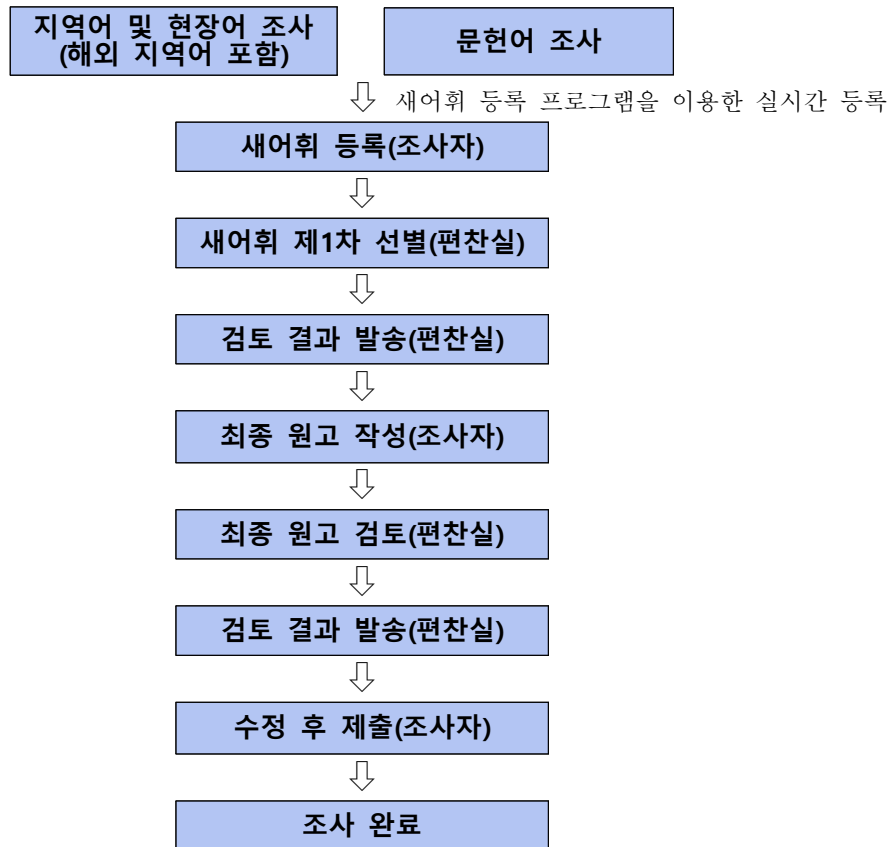 지역어 및 현장어 조사
(해외 지역어 포함)
문헌어 조사
새어휘 등록 프로그램을 이용한 실시간 등록
새어휘 등록(조사자)
새어휘 제1차 선별(편찬실)
검토 결과 발송(편찬실)
최종 원고 작성(조사자)
최종 원고 검토(편찬실)
검토 결과 발송(편찬실)
수정 후 제출(조사자)
조사 완료